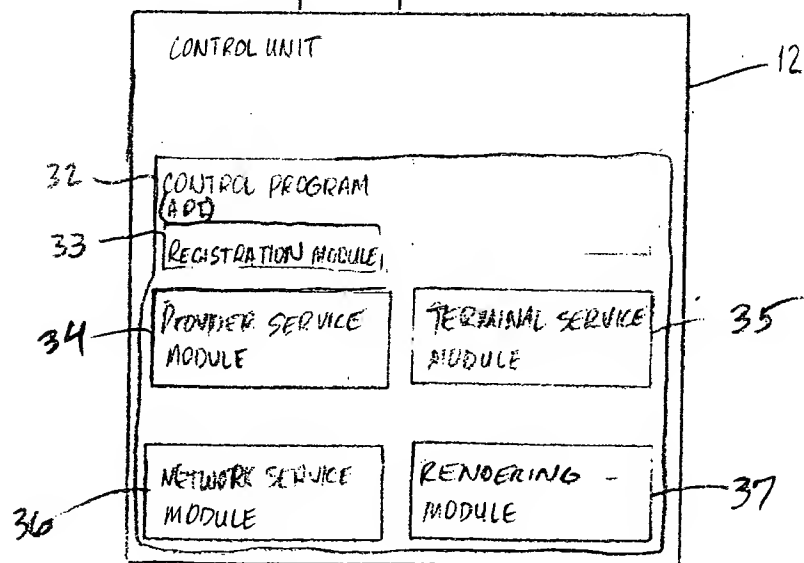 CONTROL UNIT
12
32
CONTROL PROGRAM
(API)
33
REGISTRATION MODULE
34
PROVIDER SERVICE
MODULE
TERMINAL SERVICE
MODULE
35
36
NETWORK SERVICE
MODULE
RENDERING
MODULE
37